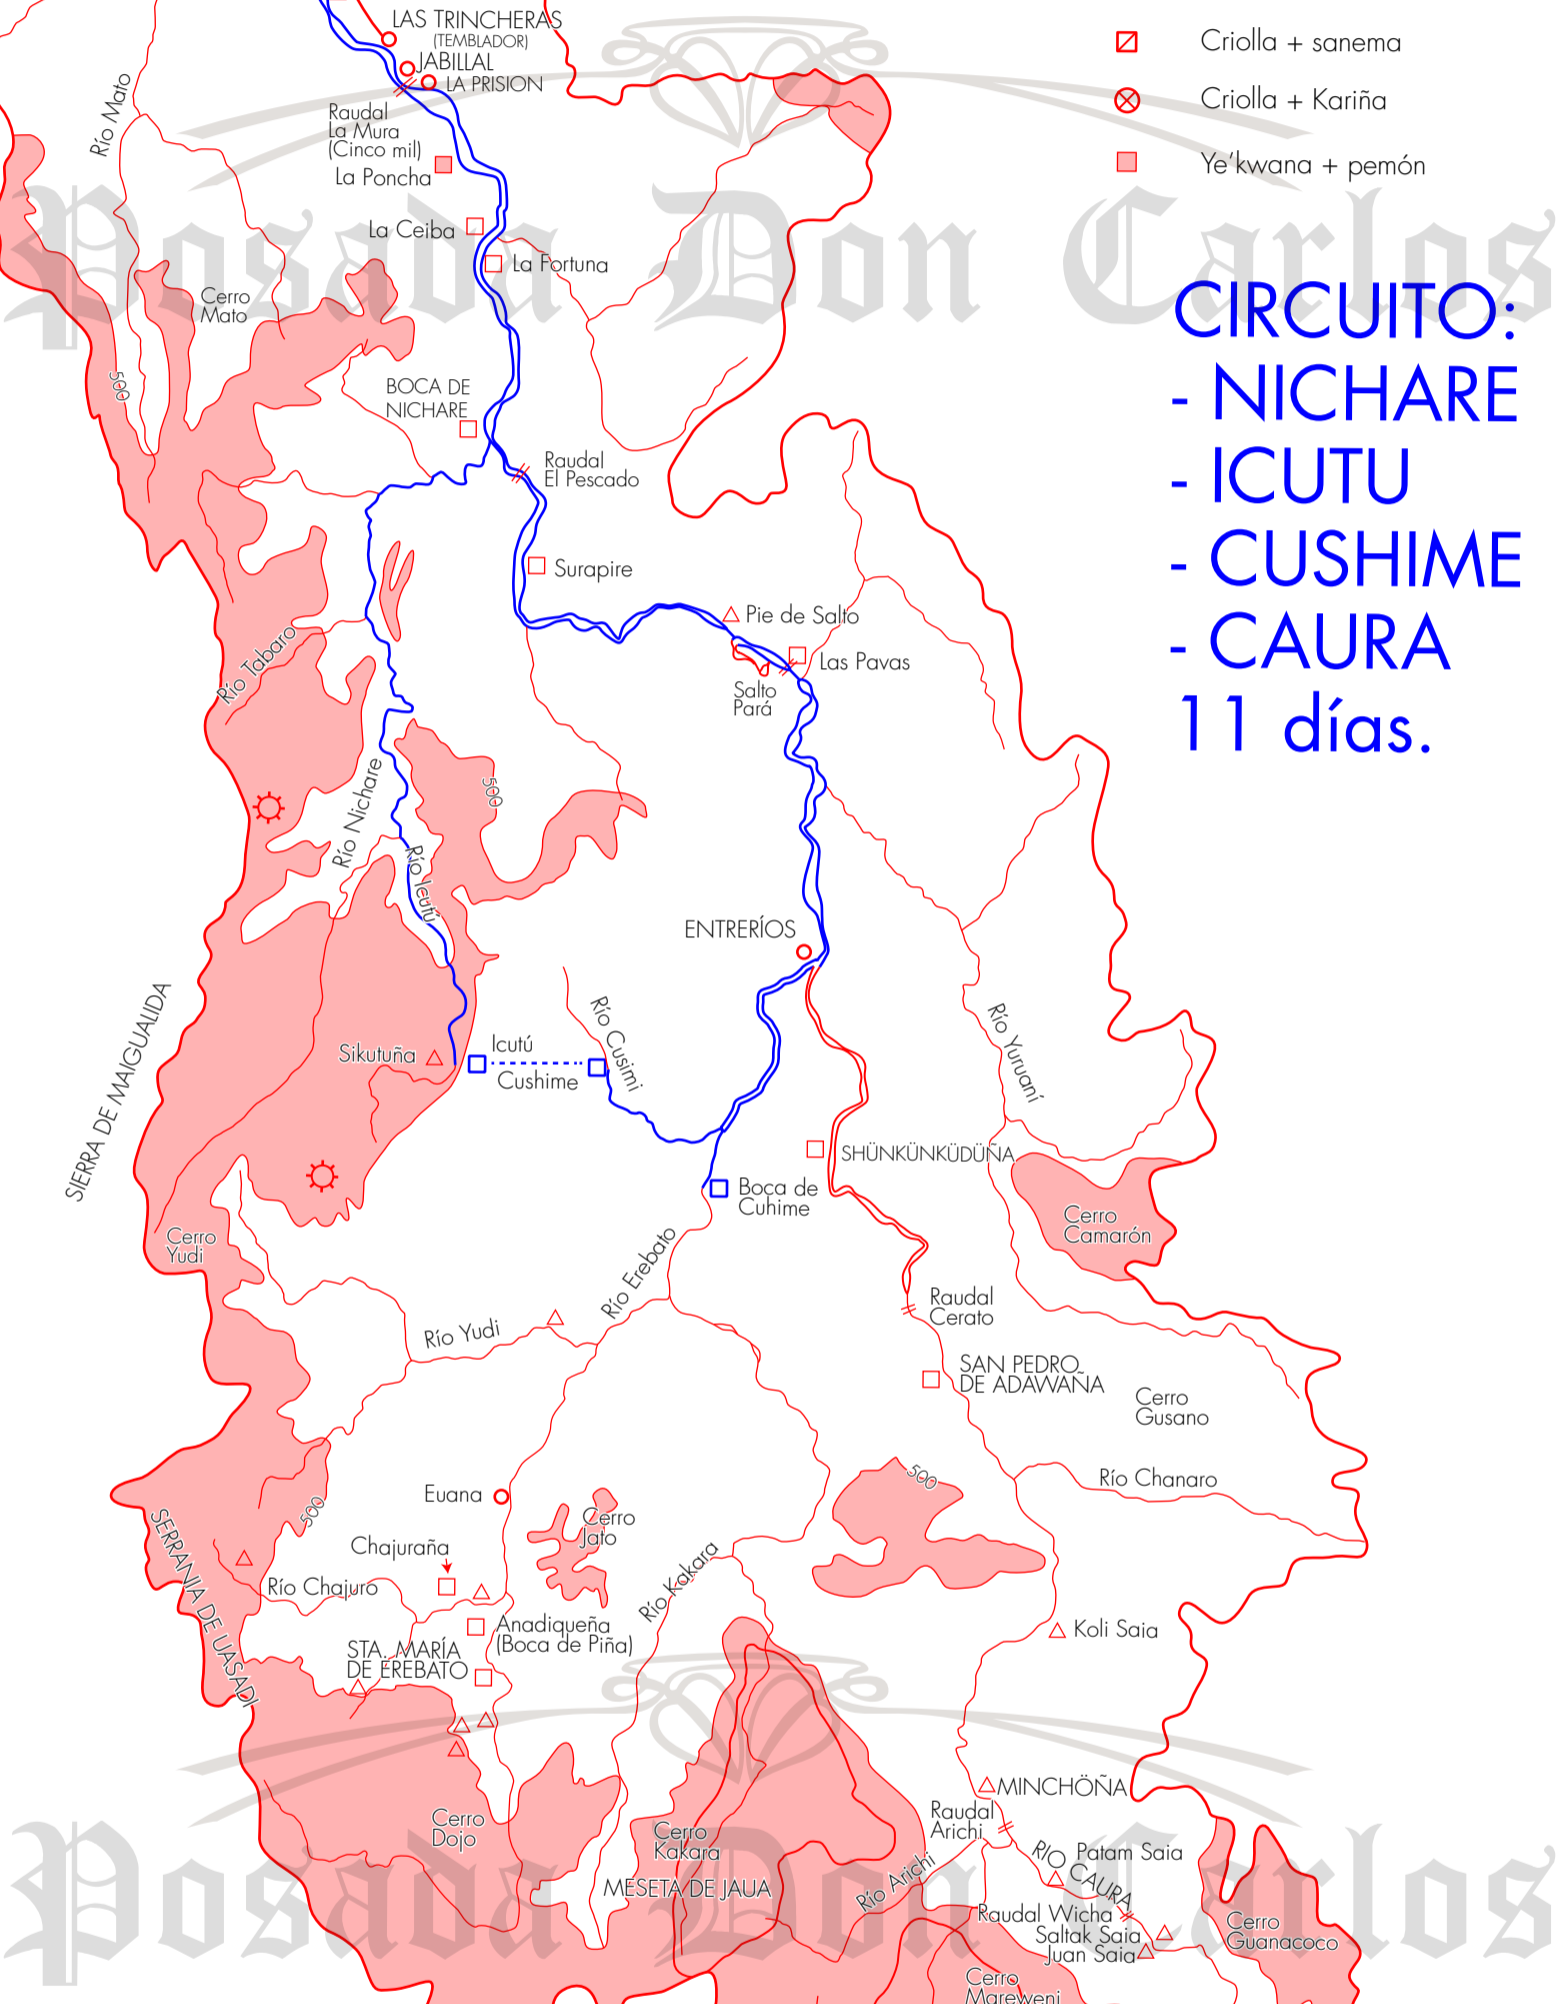 LAS TRINCHERAS
(TEMBLADOR)
JABILLAL
LA PRISION
Río Mato
Raudal
La Mura
(Cinco mil)
La Poncha
La Ceiba
La Fortuna
Criolla + sanema
Criolla + Kariña
Ye'kwana + pemón
Posada Don Carlos
CIRCUITO:
- NICHARE
- ICUTU
- CUSHIME
- CAURA
11 días.
Cerro
Mato
500
BOCA DE
NICHARE
Raudal
El Pescado
Surapire
Pie de Salto
Las Pavas
Salto
Pará
Río Tabaro
Río Nichare
500
Río Icutú
ENTRERÍOS
SIERRA DE MAIGUALIDA
Sikutuña
Icutú
Cushime
Río Cusimi
Río Yuruaní
SHÜNKÜNKÜDÜÑA
Boca de
Cuhime
Cerro
Yudi
Cerro
Camarón
Río Erebato
Río Yudi
Raudal
Cerato
SAN PEDRO
DE ADAWAÑA
Cerro
Gusano
Río Chanaro
500
Euana
500
Cerro
Jato
Chajuraña
Río Chajuro
Río Kakara
SERRANIA DE UASADI
Anadiqueña
(Boca de Piña)
STA. MARÍA
DE EREBATO
Koli Saia
MINCHÖÑA
Raudal
Arichi
Cerro
Dojo
Cerro
Kakara
MESETA DE JAUA
Río Arichi
RÍO CAURA
Patam Saia
Raudal Wicha
Saltak Saia
Juan Saia
Cerro
Guanacoco
Cerro
Mareweni
Posada Don Carlos